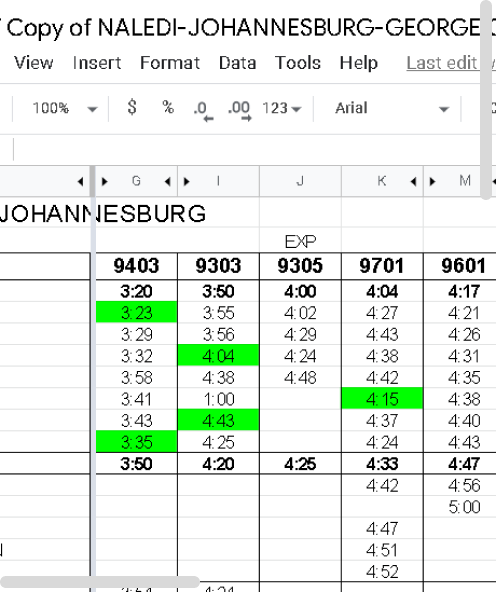 Copy of NALEDI-JOHANNESBURG-GEORGE
View Insert Format Data Tools Help Last edit
100% $ % .0 .00 123 Arial
G I J K M
JOHANNESBURG
EXP
9403 9303 9305 9701 9601
3:20 3:50 4:00 4:04 4:17
3:23 3:55 4:02 4:27 4:21
3:29 3:56 4:29 4:43 4:26
3:32 4:04 4:24 4:38 4:31
3:58 4:38 4:48 4:42 4:35
3:41 1:00 4:15 4:38
3:43 4:43 4:37 4:40
3:35 4:25 4:24 4:43
3:50 4:20 4:25 4:33 4:47
4:42 4:56
5:00
4:47
4:51
4:52